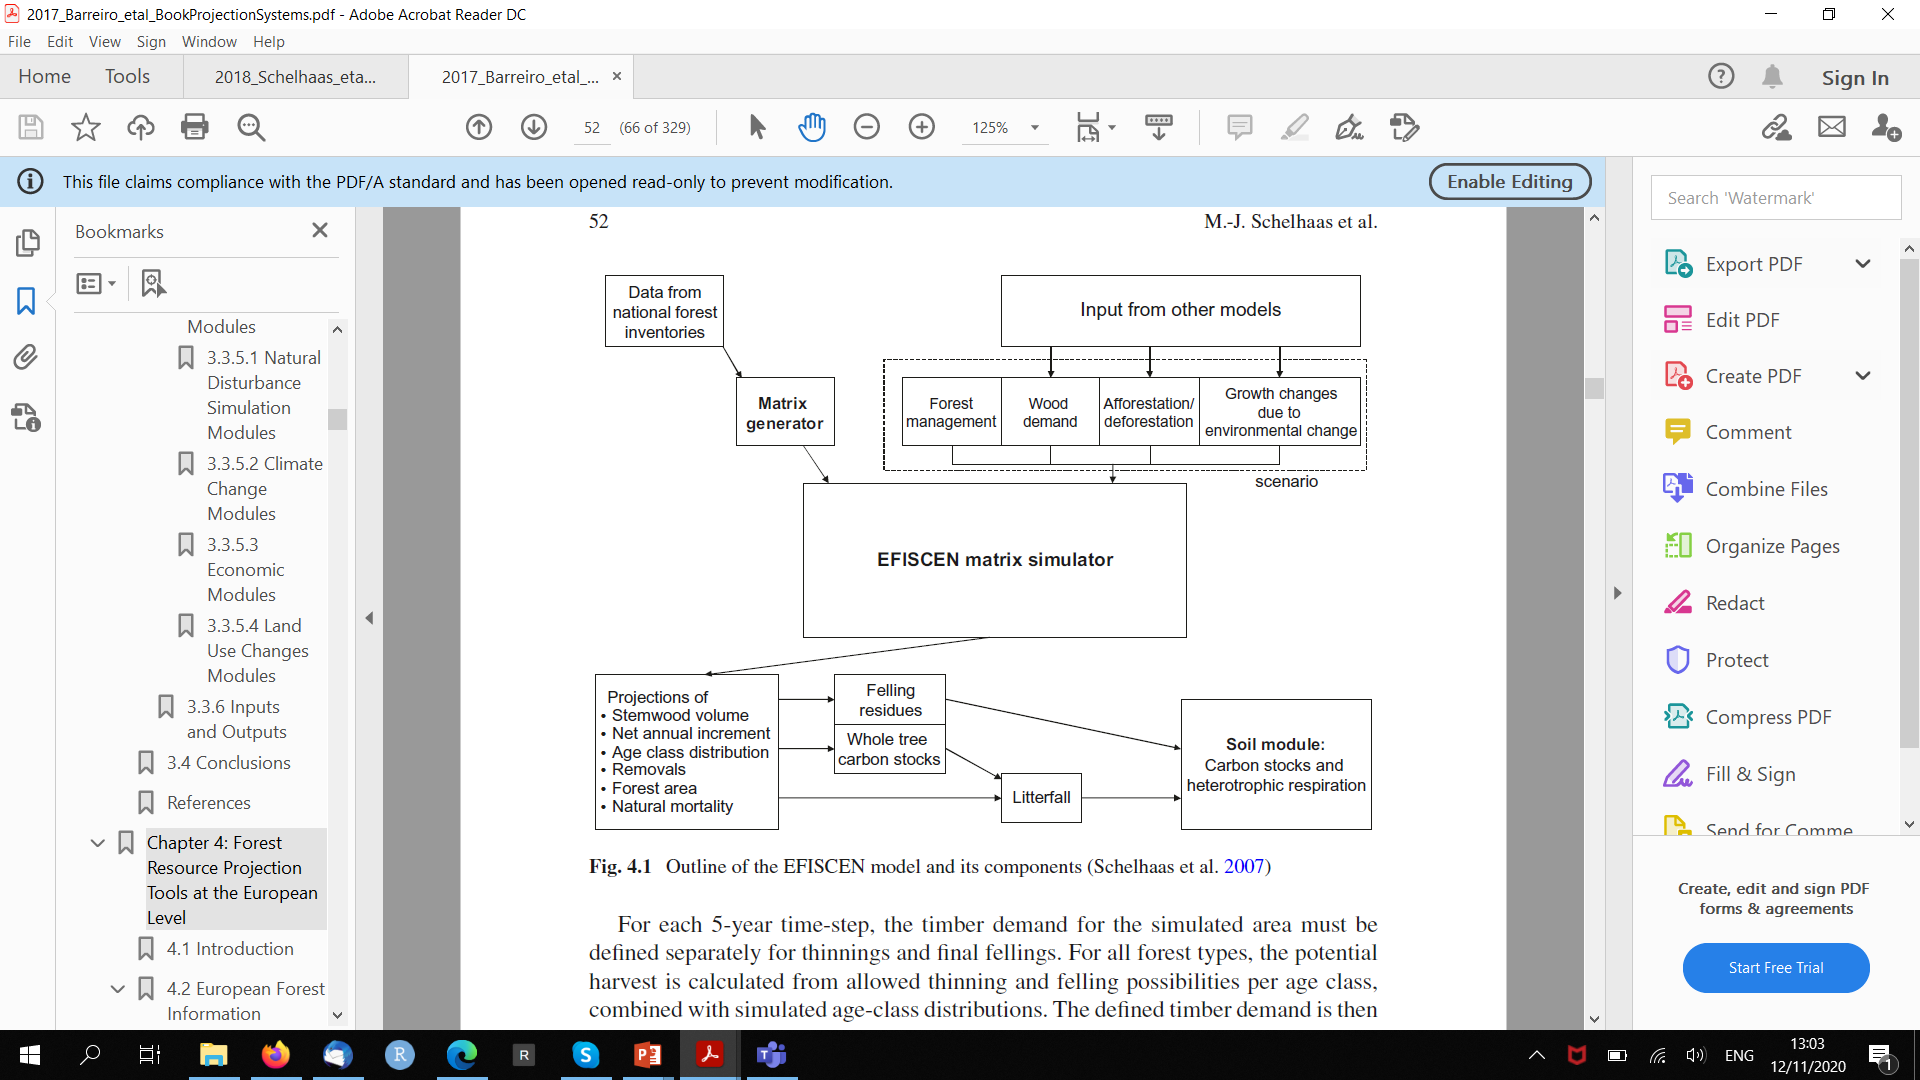 2017_Barreiro_etal_BookProjectionSystems.pdf - Adobe Acrobat Reader DC
File Edit View Sign Window Help
Home Tools 2018_Schelhaas_eta... 2017_Barreiro_etal_... × Sign In
52 (66 of 329) 125%
This file claims compliance with the PDF/A standard and has been opened read-only to prevent modification.
Enable Editing
Bookmarks
Modules
3.3.5.1 Natural
Disturbance
Simulation
Modules
3.3.5.2 Climate
Change
Modules
3.3.5.3
Economic
Modules
3.3.5.4 Land
Use Changes
Modules
3.3.6 Inputs
and Outputs
3.4 Conclusions
References
Chapter 4: Forest
Resource Projection
Tools at the European
Level
4.1 Introduction
4.2 European Forest
Information
52 M.-J. Schelhaas et al.
Data from
national forest
inventories
Input from other models
Matrix
generator
Forest
management
Wood
demand
Afforestation/
deforestation
Growth changes
due to
environmental change
scenario
EFISCEN matrix simulator
Projections of
• Stemwood volume
• Net annual increment
• Age class distribution
• Removals
• Forest area
• Natural mortality
Felling
residues
Whole tree
carbon stocks
Litterfall
Soil module:
Carbon stocks and
heterotrophic respiration
Fig. 4.1 Outline of the EFISCEN model and its components (Schelhaas et al. 2007)
For each 5-year time-step, the timber demand for the simulated area must be
defined separately for thinnings and final fellings. For all forest types, the potential
harvest is calculated from allowed thinning and felling possibilities per age class,
combined with simulated age-class distributions. The defined timber demand is then
Search 'Watermark'
Export PDF
Edit PDF
Create PDF
Comment
Combine Files
Organize Pages
Redact
Protect
Compress PDF
Fill & Sign
Send for Comme
Create, edit and sign PDF
forms & agreements
Start Free Trial
R R S P T
ENG
13:03
12/11/2020
1